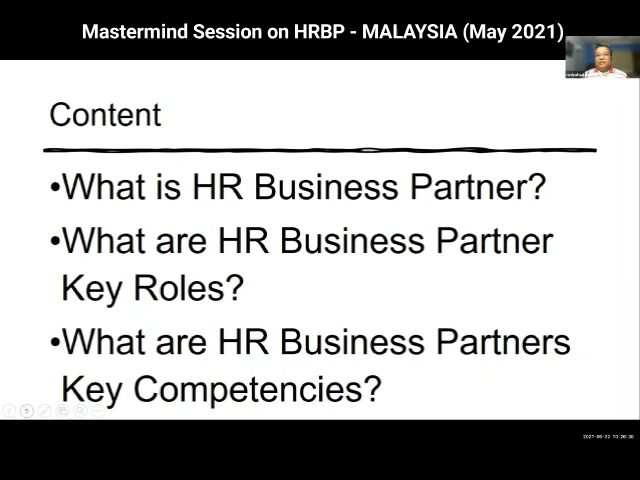 Mastermind Session on HRBP - MALAYSIA (May 2021)
Content
•What is HR Business Partner?
•What are HR Business Partner
Key Roles?
•What are HR Business Partners
Key Competencies?